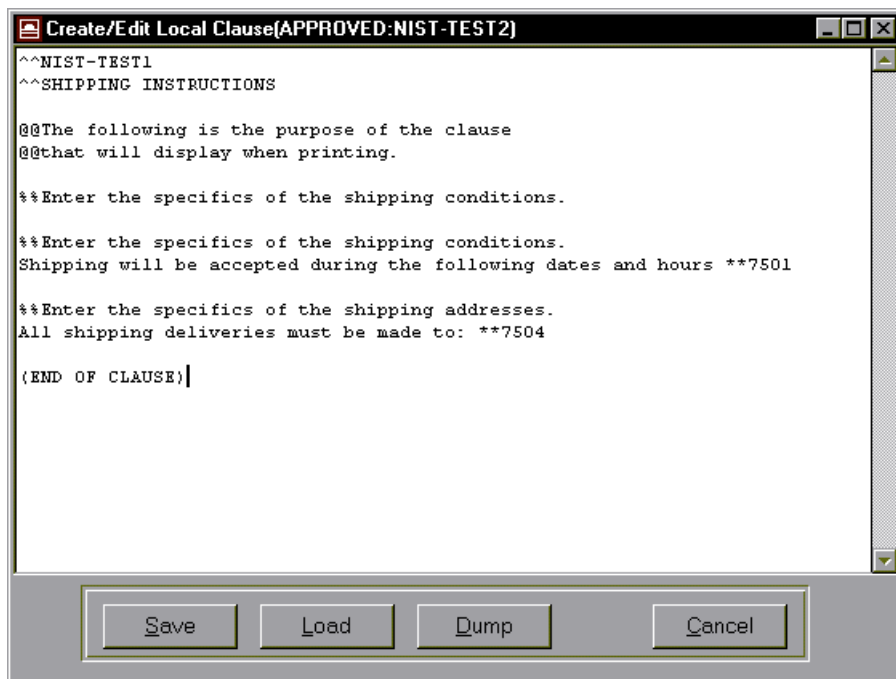 Create/Edit Local Clause(APPROVED:NIST-TEST2)
^^NIST-TEST1
^^SHIPPING INSTRUCTIONS
@@The following is the purpose of the clause
@@that will display when printing.
%%Enter the specifics of the shipping conditions.
%%Enter the specifics of the shipping conditions.
Shipping will be accepted during the following dates and hours **7501
%%Enter the specifics of the shipping addresses.
All shipping deliveries must be made to: **7504
(END OF CLAUSE)
Save Load Dump Cancel